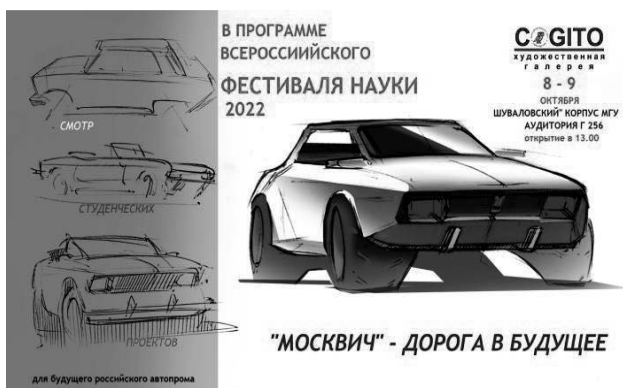 В ПРОГРАММЕ
ВСЕРОССИИЙСКОГО
ФЕСТИВАЛЯ НАУКИ
2022
COGITO
художественная
галерея
8 - 9
ОКТЯБРЯ
ШУВАЛОВСКИЙ" КОРПУС МГУ
АУДИТОРИЯ Г 256
открытие в 13.00
СМОТР
СТУДЕНЧЕСКИХ
ПРОЕКТОВ
для будущего российского автопрома
"МОСКВИЧ" - ДОРОГА В БУДУЩЕЕ